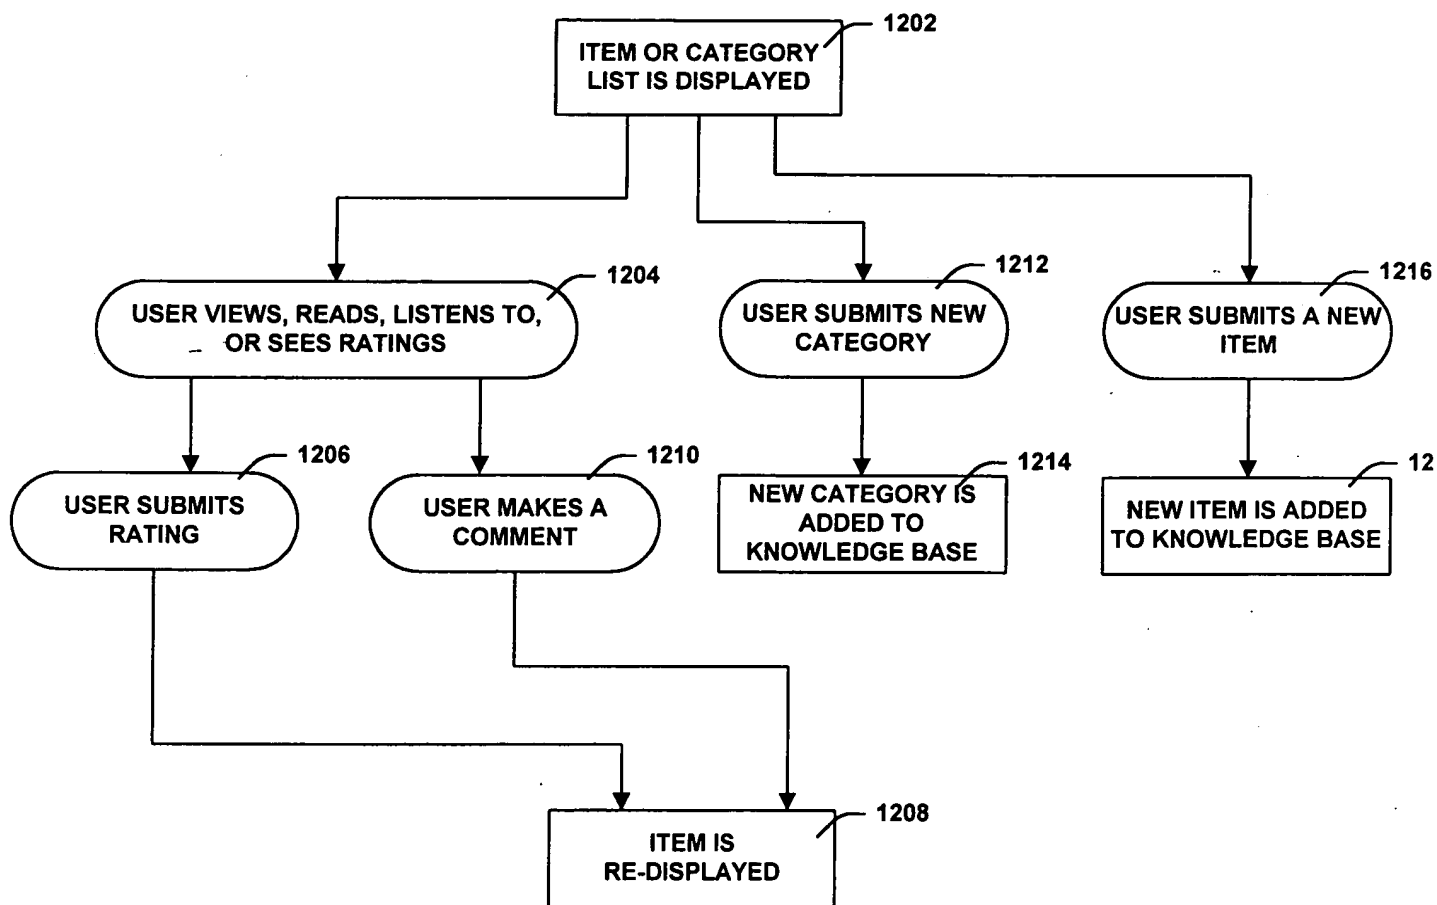 1202
ITEM OR CATEGORY
LIST IS DISPLAYED
1204
USER VIEWS, READS, LISTENS TO,
OR SEES RATINGS
1212
USER SUBMITS NEW
CATEGORY
1216
USER SUBMITS A NEW
ITEM
1206
USER SUBMITS
RATING
1210
USER MAKES A
COMMENT
1214
NEW CATEGORY IS
ADDED TO
KNOWLEDGE BASE
12
NEW ITEM IS ADDED
TO KNOWLEDGE BASE
1208
ITEM IS
RE-DISPLAYED